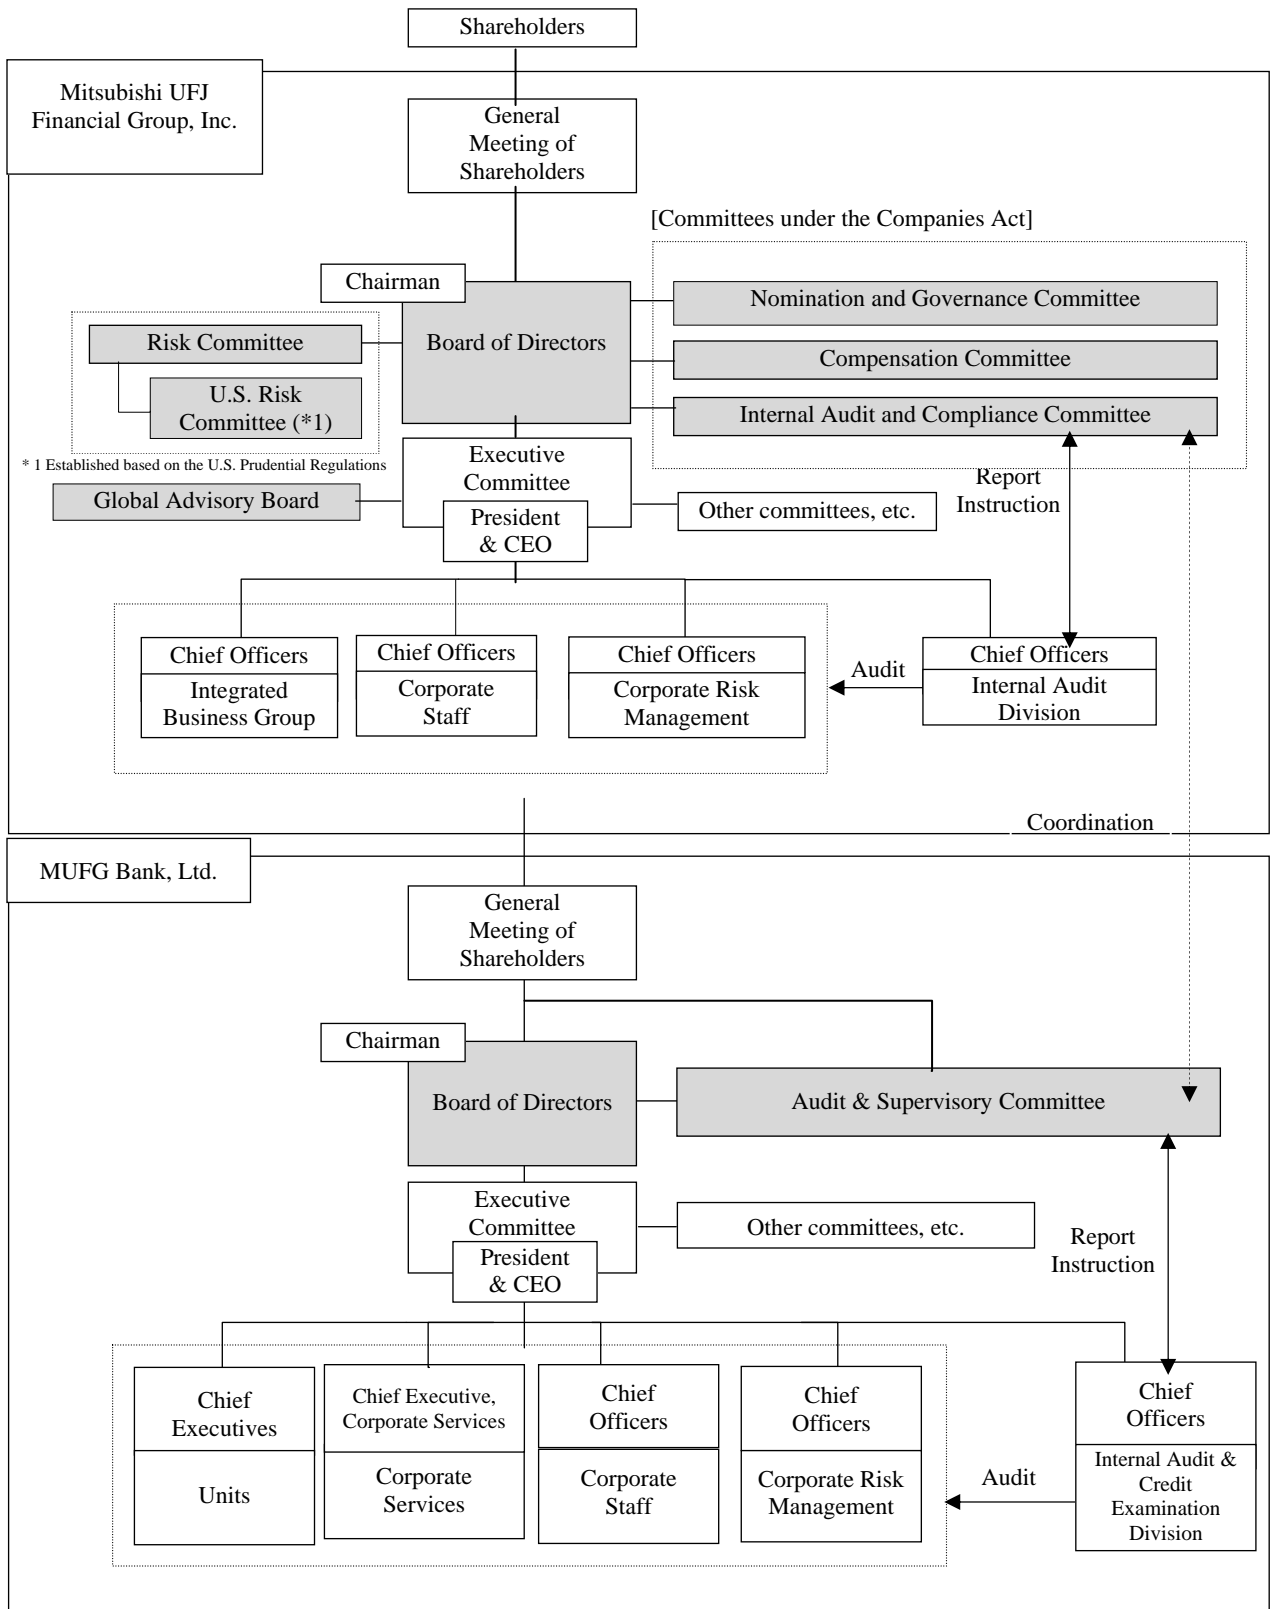 Shareholders
Mitsubishi UFJ
Financial Group, Inc.
General
Meeting of
Shareholders
[Committees under the Companies Act]
Chairman
Board of Directors
Nomination and Governance Committee
Risk Committee
Compensation Committee
U.S. Risk
Committee (*1)
Internal Audit and Compliance Committee
* 1 Established based on the U.S. Prudential Regulations
Executive
Committee
Report
Instruction
Global Advisory Board
Other committees, etc.
President
& CEO
Chief Officers
Integrated
Business Group
Chief Officers
Corporate
Staff
Chief Officers
Corporate Risk
Management
Audit
Chief Officers
Internal Audit
Division
Coordination
MUFG Bank, Ltd.
General
Meeting of
Shareholders
Chairman
Board of Directors
Audit & Supervisory Committee
Executive
Committee
Other committees, etc.
Report
Instruction
President
& CEO
Chief
Executives
Units
Chief Executive,
Corporate Services
Corporate
Services
Chief
Officers
Corporate
Staff
Chief
Officers
Corporate Risk
Management
Audit
Chief
Officers
Internal Audit &
Credit
Examination
Division